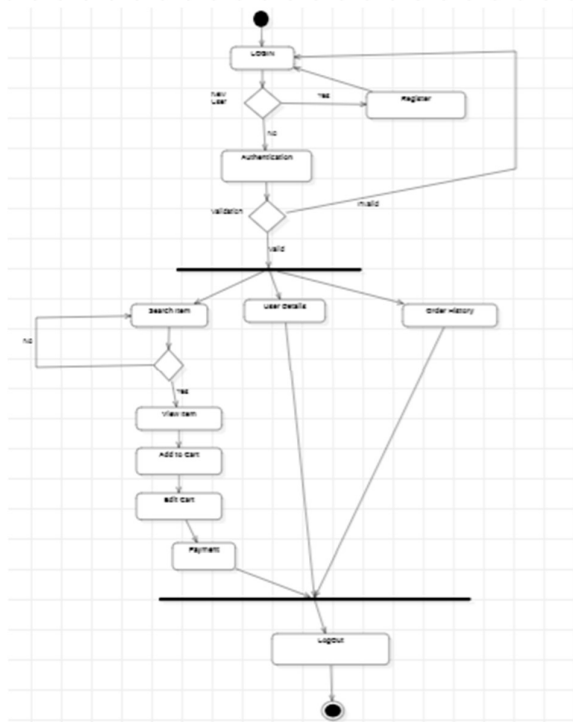 LOGIN
New
User
Yes
Register
No
Authentication
Validation
Invalid
Valid
Search Item
User Details
Order History
No
Yes
View Item
Add to Cart
Edit Cart
Payment
LogOut